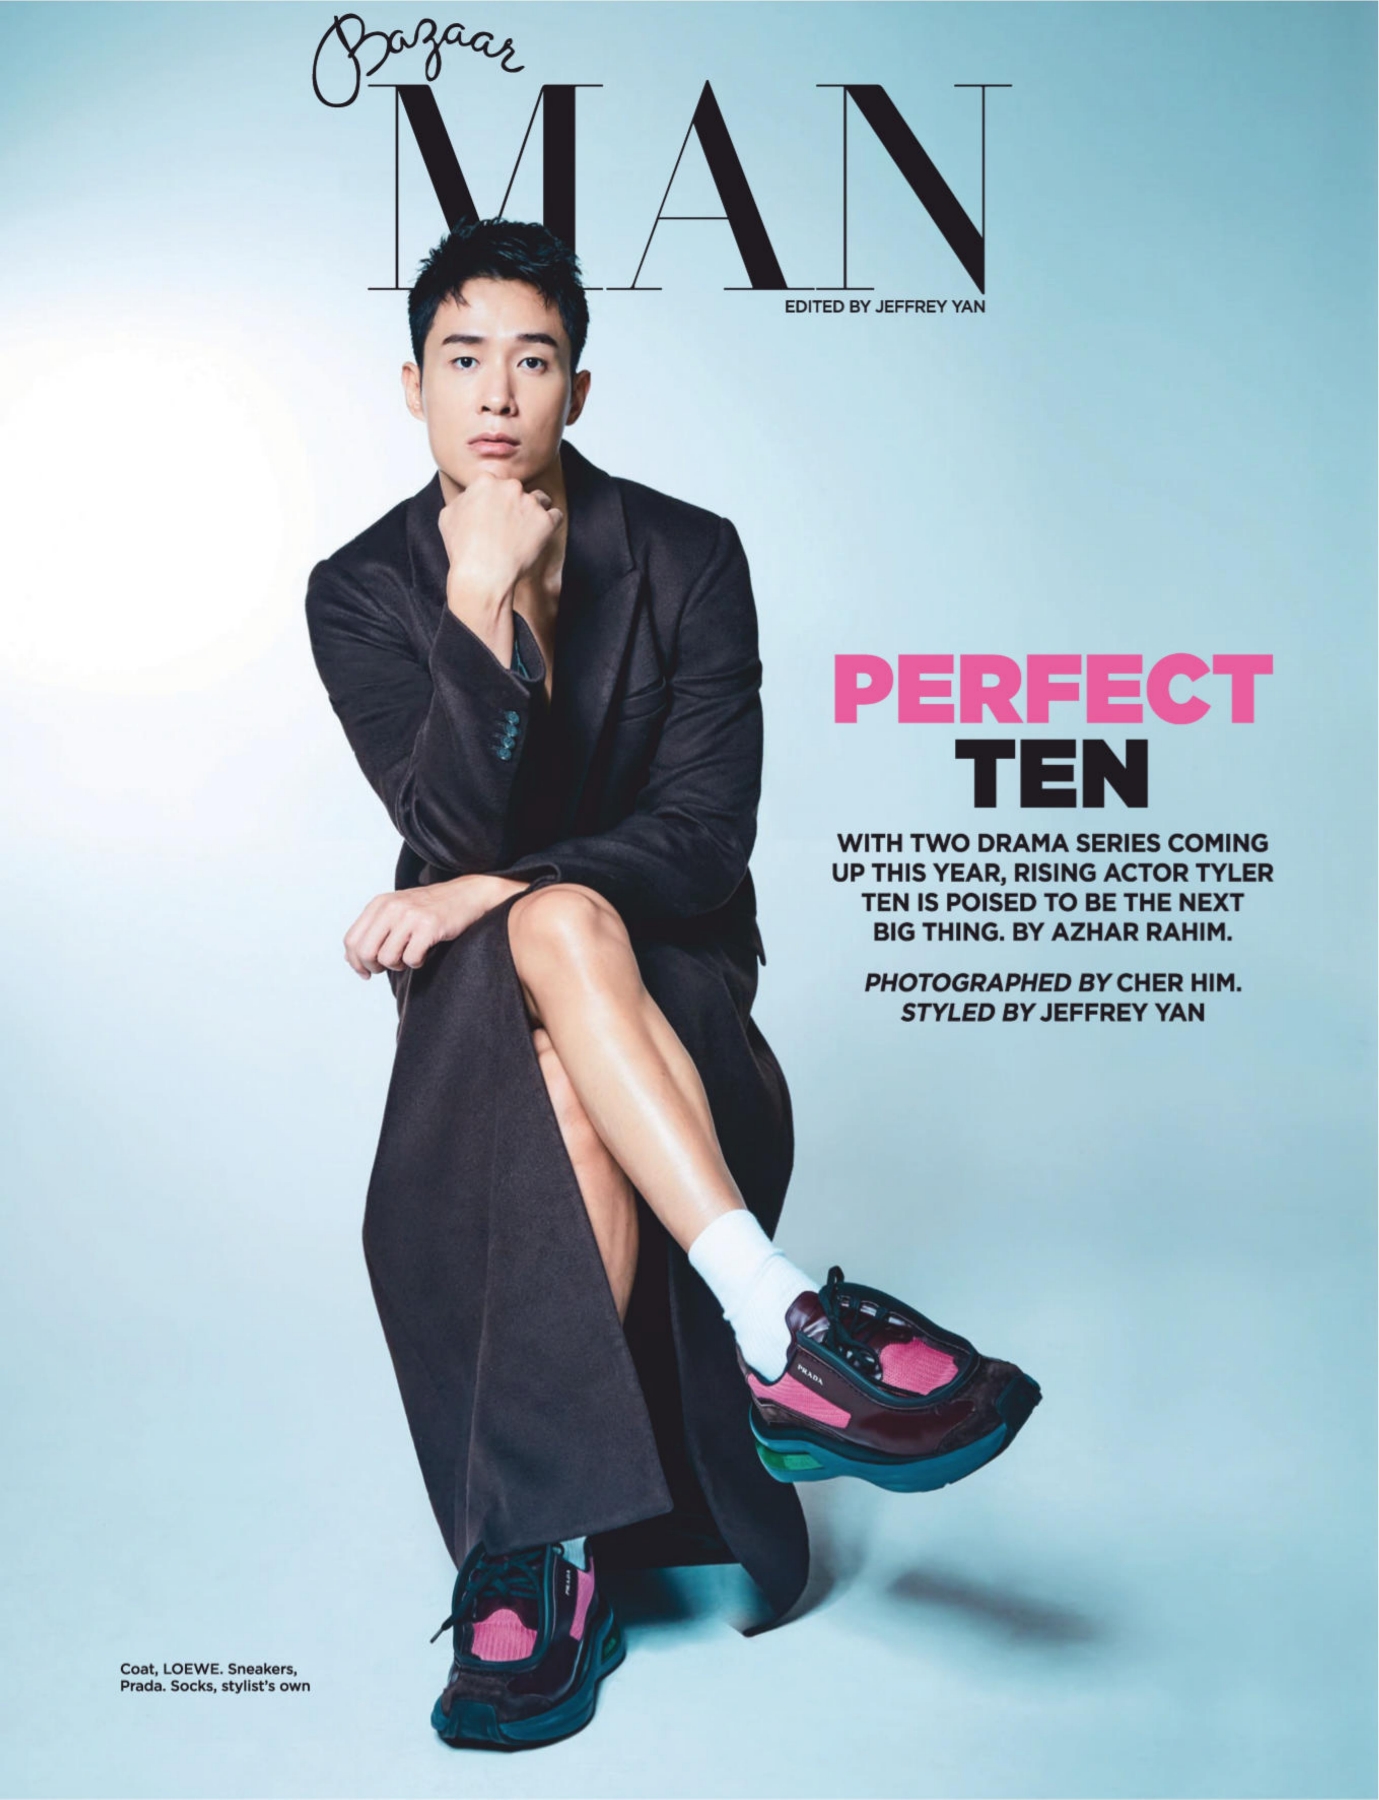 Bazaar
MAN
EDITED BY JEFFREY YAN
PERFECT
TEN
WITH TWO DRAMA SERIES COMING
UP THIS YEAR, RISING ACTOR TYLER
TEN IS POISED TO BE THE NEXT
BIG THING. BY AZHAR RAHIM.
PHOTOGRAPHED BY CHER HIM.
STYLED BY JEFFREY YAN
PRADA
PRADA
Coat, LOEWE. Sneakers,
Prada. Socks, stylist's own